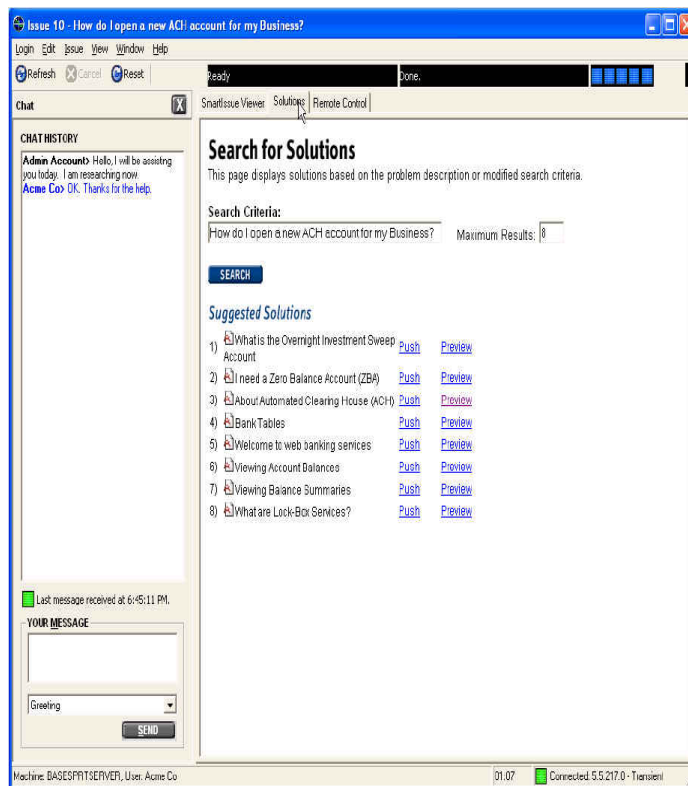 Issue 10 - How do I open a new ACH account for my Business?
Login Edit Issue View Window Help
Refresh Cancel Reset
Ready
Done.
Chat
SmartIssue Viewer Solutions Remote Control
CHAT HISTORY
Admin Account> Hello, I will be assisting
you today. I am researching now.
Acme Co> OK. Thanks for the help.
Search for Solutions
This page displays solutions based on the problem description or modified search criteria.
Search Criteria:
How do I open a new ACH account for my Business? Maximum Results: 8
SEARCH
Suggested Solutions
1) What is the Overnight Investment Sweep
Account Push Preview
2) I need a Zero Balance Account (ZBA) Push Preview
3) About Automated Clearing House (ACH) Push Preview
4) Bank Tables Push Preview
5) Welcome to web banking services Push Preview
6) Viewing Account Balances Push Preview
7) Viewing Balance Summaries Push Preview
8) What are Lock-Box Services? Push Preview
Last message received at 6:45:11 PM.
YOUR MESSAGE
Greeting
SEND
Machine: BASESPRTSERVER, User: Acme Co
01:07
Connected: 5.5.217.0 - Transient